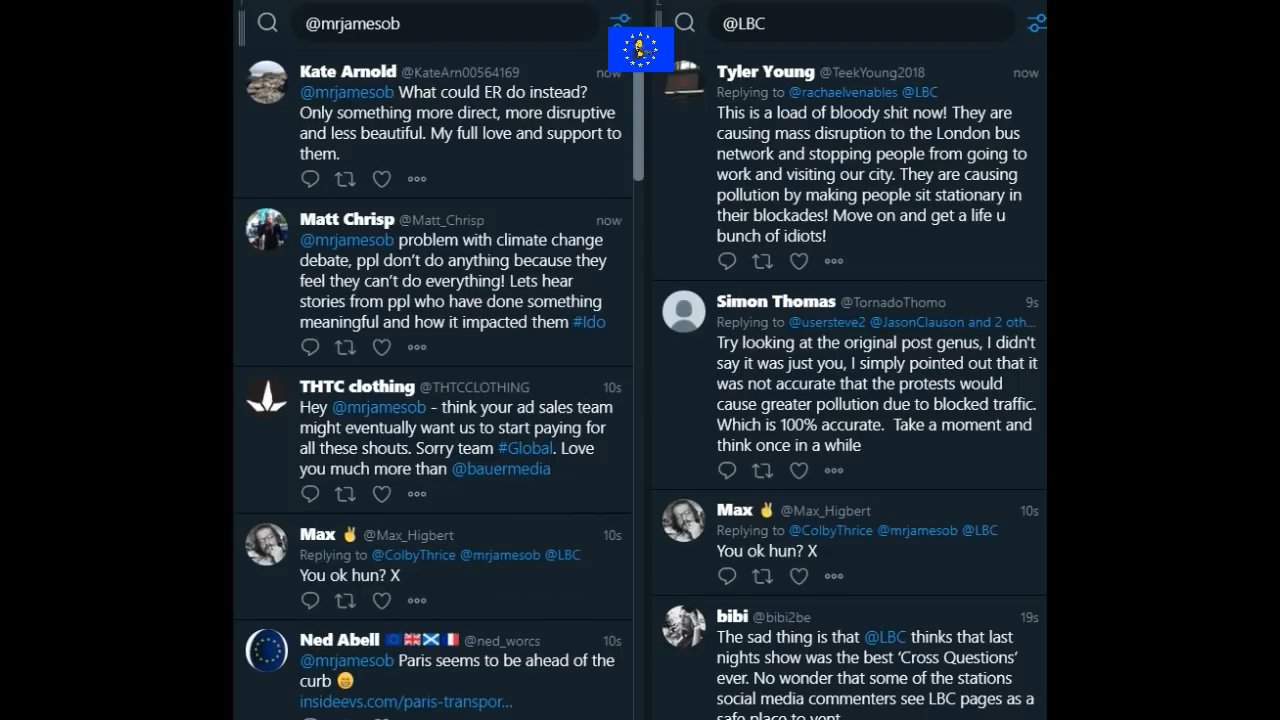 @mrjamesob
Kate Arnold @KateArn00564169 now
@mrjamesob What could ER do instead?
Only something more direct, more disruptive
and less beautiful. My full love and support to
them.
Matt Chrisp @Matt_Chrisp now
@mrjamesob problem with climate change
debate, ppl don't do anything because they
feel they can't do everything! Lets hear
stories from ppl who have done something
meaningful and how it impacted them #Ido
THTC clothing @THTCCLOTHING 10s
Hey @mrjamesob - think your ad sales team
might eventually want us to start paying for
all these shouts. Sorry team #Global. Love
you much more than @bauermedia
Max ✌ @Max_Higbert 10s
Replying to @ColbyThrice @mrjamesob @LBC
You ok hun? X
Ned Abell 🇪🇺🇬🇧🏴󠁧󠁢󠁳󠁣󠁴󠁿🇫🇷 @ned_worcs 10s
@mrjamesob Paris seems to be ahead of the
curb 😁
insideevs.com/paris-transpor...
@LBC
Tyler Young @TeekYoung2018 now
Replying to @rachaelvenables @LBC
This is a load of bloody shit now! They are
causing mass disruption to the London bus
network and stopping people from going to
work and visiting our city. They are causing
pollution by making people sit stationary in
their blockades! Move on and get a life u
bunch of idiots!
Simon Thomas @TornadoThomo 9s
Replying to @usersteve2 @JasonClauson and 2 oth...
Try looking at the original post genus, I didn't
say it was just you, I simply pointed out that it
was not accurate that the protests would
cause greater pollution due to blocked traffic.
Which is 100% accurate. Take a moment and
think once in a while
Max ✌ @Max_Higbert 10s
Replying to @ColbyThrice @mrjamesob @LBC
You ok hun? X
bibi @bibi2be 19s
The sad thing is that @LBC thinks that last
nights show was the best 'Cross Questions'
ever. No wonder that some of the stations
social media commenters see LBC pages as a
safe place to vent